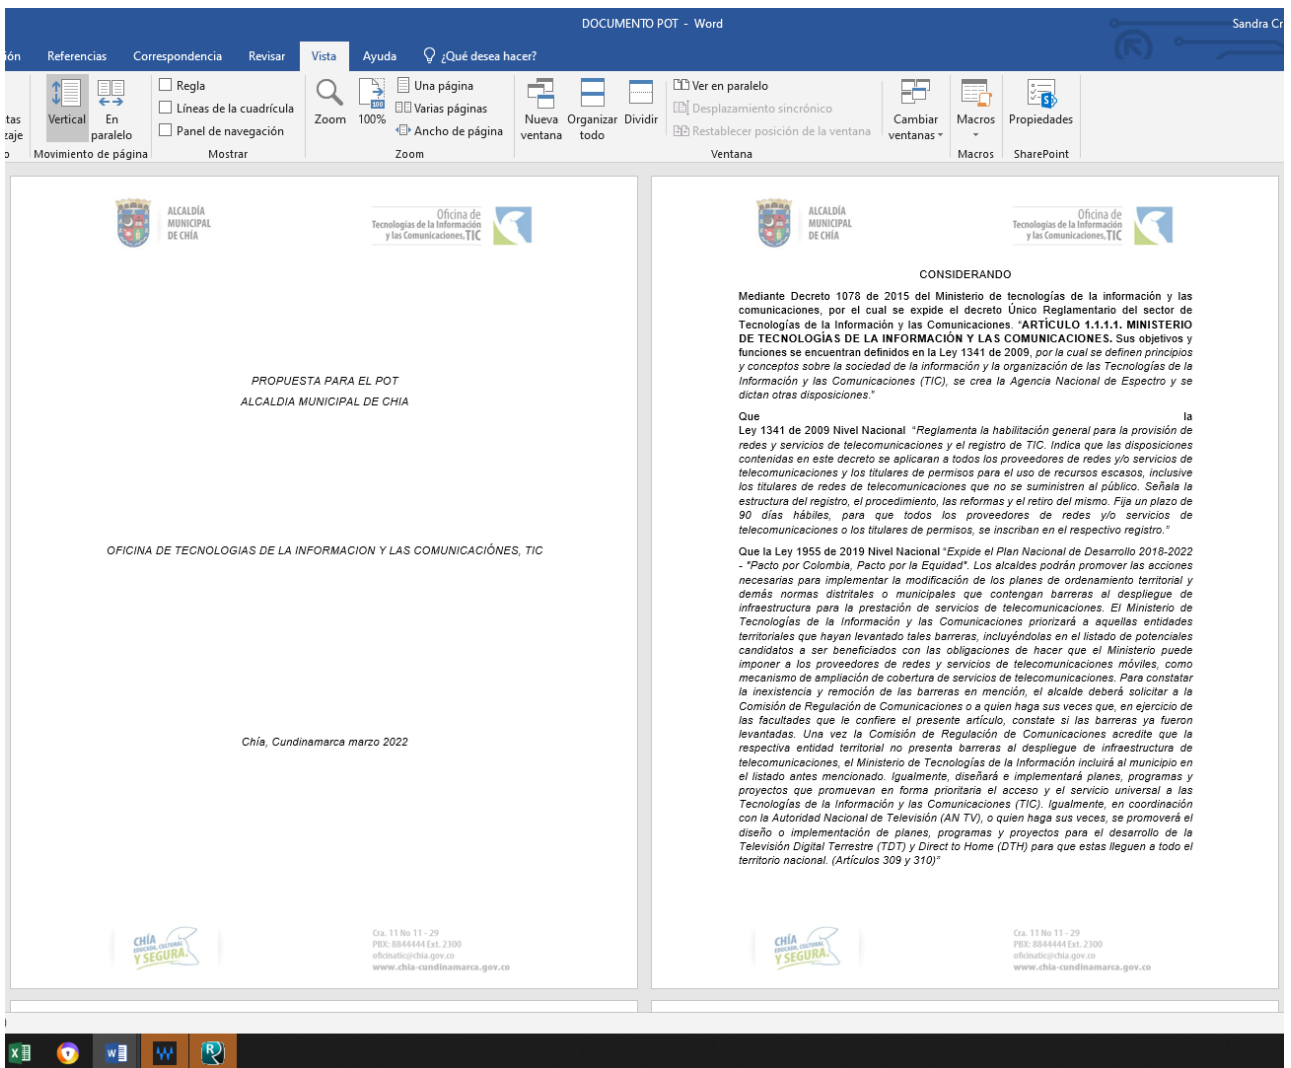 DOCUMENTO POT - Word
Sandra Cr
ión Referencias Correspondencia Revisar Vista Ayuda ¿Qué desea hacer?
Vertical
En paralelo
Movimiento de página
Regla
Líneas de la cuadrícula
Panel de navegación
Mostrar
Zoom
100%
Una página
Varias páginas
Ancho de página
Zoom
Nueva ventana
Organizar todo
Dividir
Ver en paralelo
Desplazamiento sincrónico
Restablecer posición de la ventana
Ventana
Cambiar ventanas
Macros
Macros
Propiedades
SharePoint
ALCALDÍA
MUNICIPAL
DE CHÍA
Oficina de
Tecnologías de la Información
y las Comunicaciones, TIC
PROPUESTA PARA EL POT
ALCALDIA MUNICIPAL DE CHIA
OFICINA DE TECNOLOGIAS DE LA INFORMACION Y LAS COMUNICACIÓNES, TIC
Chía, Cundinamarca marzo 2022
CHÍA
EDUCADA, CULTURAL
Y SEGURA.
Cra. 11 No 11 - 29
PBX: 8844444 Ext. 2300
oficinatic@chia.gov.co
www.chia-cundinamarca.gov.co
ALCALDÍA
MUNICIPAL
DE CHÍA
Oficina de
Tecnologías de la Información
y las Comunicaciones, TIC
CONSIDERANDO
Mediante Decreto 1078 de 2015 del Ministerio de tecnologías de la información y las
comunicaciones, por el cual se expide el decreto Único Reglamentario del sector de
Tecnologías de la Información y las Comunicaciones. "ARTÍCULO 1.1.1.1. MINISTERIO
DE TECNOLOGÍAS DE LA INFORMACIÓN Y LAS COMUNICACIONES. Sus objetivos y
funciones se encuentran definidos en la Ley 1341 de 2009, por la cual se definen principios
y conceptos sobre la sociedad de la información y la organización de las Tecnologías de la
Información y las Comunicaciones (TIC), se crea la Agencia Nacional de Espectro y se
dictan otras disposiciones."
Que la
Ley 1341 de 2009 Nivel Nacional "Reglamenta la habilitación general para la provisión de
redes y servicios de telecomunicaciones y el registro de TIC. Indica que las disposiciones
contenidas en este decreto se aplicaran a todos los proveedores de redes y/o servicios de
telecomunicaciones y los titulares de permisos para el uso de recursos escasos, inclusive
los titulares de redes de telecomunicaciones que no se suministren al público. Señala la
estructura del registro, el procedimiento, las reformas y el retiro del mismo. Fija un plazo de
90 días hábiles, para que todos los proveedores de redes y/o servicios de
telecomunicaciones o los titulares de permisos, se inscriban en el respectivo registro."
Que la Ley 1955 de 2019 Nivel Nacional "Expide el Plan Nacional de Desarrollo 2018-2022
- "Pacto por Colombia, Pacto por la Equidad". Los alcaldes podrán promover las acciones
necesarias para implementar la modificación de los planes de ordenamiento territorial y
demás normas distritales o municipales que contengan barreras al despliegue de
infraestructura para la prestación de servicios de telecomunicaciones. El Ministerio de
Tecnologías de la Información y las Comunicaciones priorizará a aquellas entidades
territoriales que hayan levantado tales barreras, incluyéndolas en el listado de potenciales
candidatos a ser beneficiados con las obligaciones de hacer que el Ministerio puede
imponer a los proveedores de redes y servicios de telecomunicaciones móviles, como
mecanismo de ampliación de cobertura de servicios de telecomunicaciones. Para constatar
la inexistencia y remoción de las barreras en mención, el alcalde deberá solicitar a la
Comisión de Regulación de Comunicaciones o a quien haga sus veces que, en ejercicio de
las facultades que le confiere el presente artículo, constate si las barreras ya fueron
levantadas. Una vez la Comisión de Regulación de Comunicaciones acredite que la
respectiva entidad territorial no presenta barreras al despliegue de infraestructura de
telecomunicaciones, el Ministerio de Tecnologías de la Información incluirá al municipio en
el listado antes mencionado. Igualmente, diseñará e implementará planes, programas y
proyectos que promuevan en forma prioritaria el acceso y el servicio universal a las
Tecnologías de la Información y las Comunicaciones (TIC). Igualmente, en coordinación
con la Autoridad Nacional de Televisión (AN TV), o quien haga sus veces, se promoverá el
diseño o implementación de planes, programas y proyectos para el desarrollo de la
Televisión Digital Terrestre (TDT) y Direct to Home (DTH) para que estas lleguen a todo el
territorio nacional. (Artículos 309 y 310)"
CHÍA
EDUCADA, CULTURAL
Y SEGURA.
Cra. 11 No 11 - 29
PBX: 8844444 Ext. 2300
oficinatic@chia.gov.co
www.chia-cundinamarca.gov.co